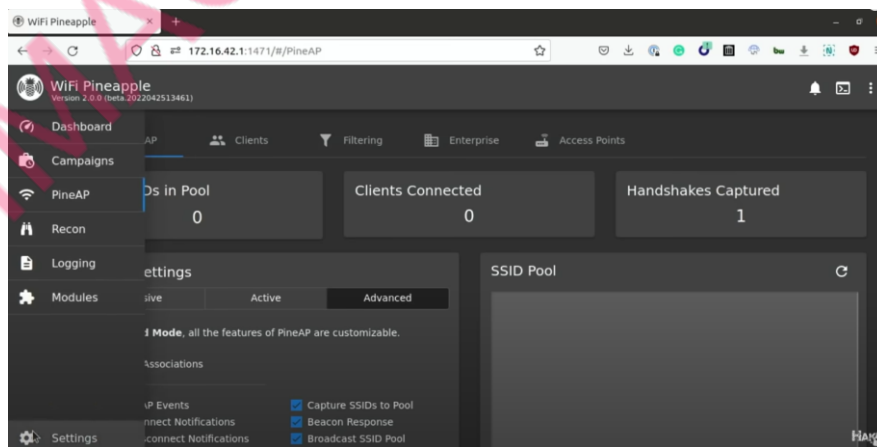 WiFi Pineapple
172.16.42.1:1471/#/PineAP
WiFi Pineapple
Version 2.0.0 (beta.2022042513461)
Dashboard
Campaigns
PineAP
Recon
Logging
Modules
Settings
AP
Clients
Filtering
Enterprise
Access Points
Ds in Pool
0
Clients Connected
0
Handshakes Captured
1
ettings
sive
Active
Advanced
d Mode, all the features of PineAP are customizable.
Associations
AP Events
Capture SSIDs to Pool
nnect Notifications
Beacon Response
sconnect Notifications
Broadcast SSID Pool
SSID Pool